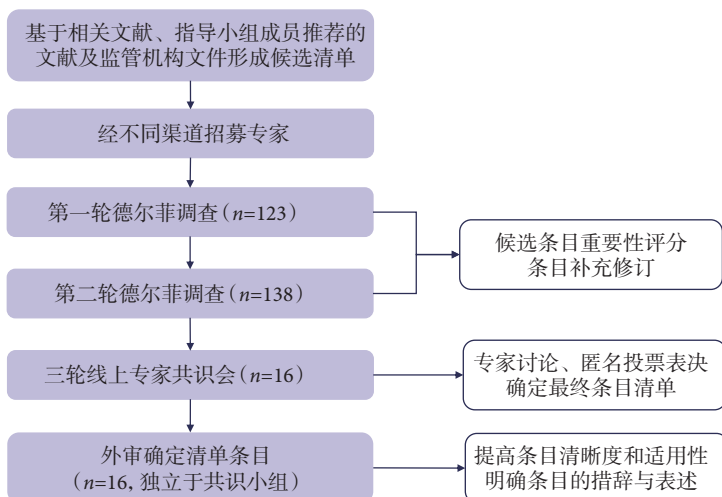 基于相关文献、指导小组成员推荐的
文献及监管机构文件形成候选清单
经不同渠道招募专家
第一轮德尔菲调查(n=123)
候选条目重要性评分
条目补充修订
第二轮德尔菲调查(n=138)
三轮线上专家共识会(n=16)
专家讨论、匿名投票表决
确定最终条目清单
外审确定清单条目
(n=16, 独立于共识小组)
提高条目清晰度和适用性
明确条目的措辞与表述